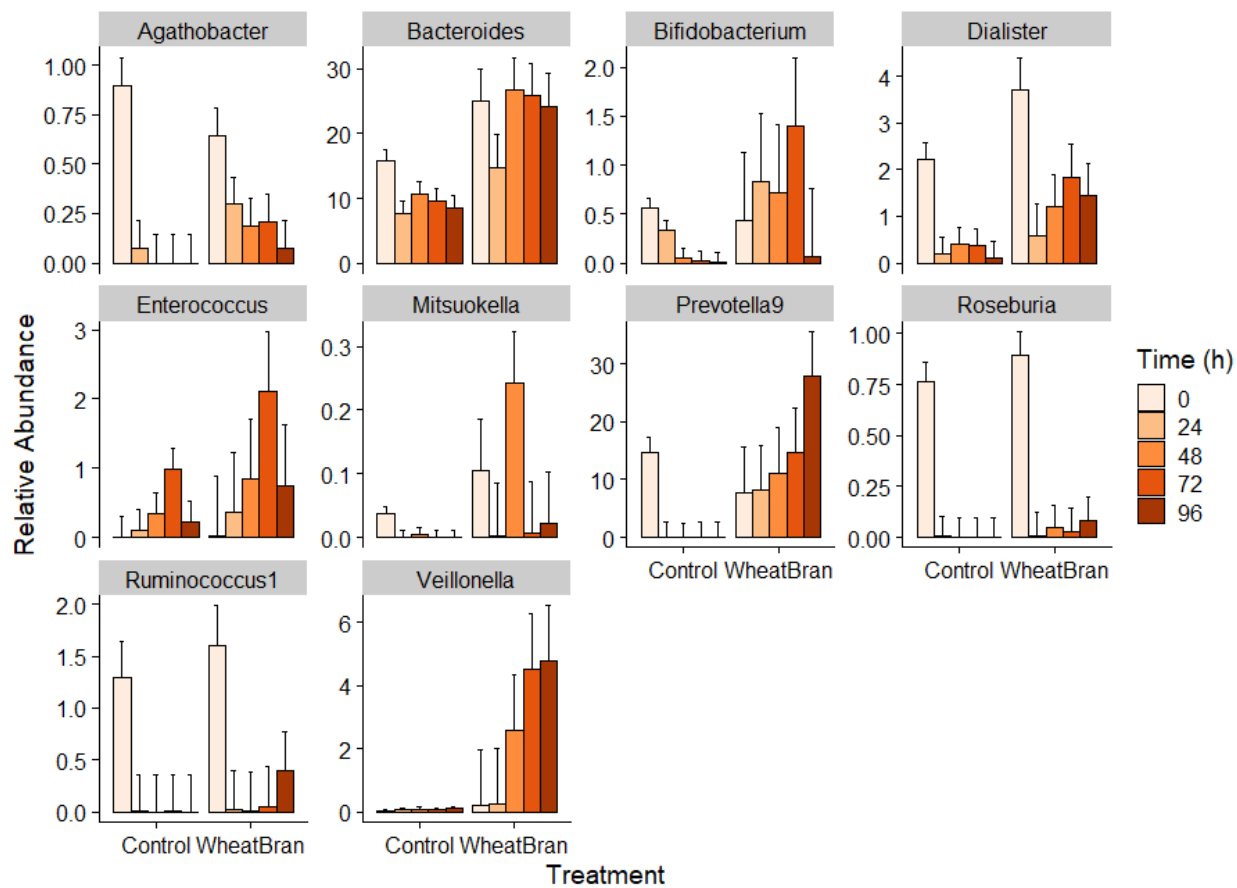 Agathobacter
Bacteroides
Bifidobacterium
Dialister
1.00
0.75
0.50
0.25
0.00
30
20
10
0
2.0
1.5
1.0
0.5
0.0
4
3
2
1
0
Enterococcus
Mitsuokella
Prevotella9
Roseburia
3
2
1
0
0.3
0.2
0.1
0.0
30
20
10
0
1.00
0.75
0.50
0.25
0.00
Control WheatBran
Control WheatBran
Ruminococcus1
Veillonella
2.0
1.5
1.0
0.5
0.0
6
4
2
0
Control WheatBran
Control WheatBran
Relative Abundance
Treatment
Time (h)
0
24
48
72
96